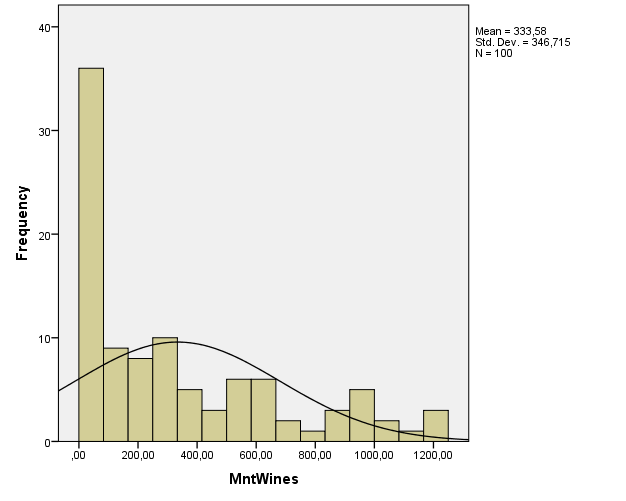 Mean = 333,58
Std. Dev. = 346,715
N = 100
Frequency
40
30
20
10
0
,00 200,00 400,00 600,00 800,00 1000,00 1200,00
MntWines